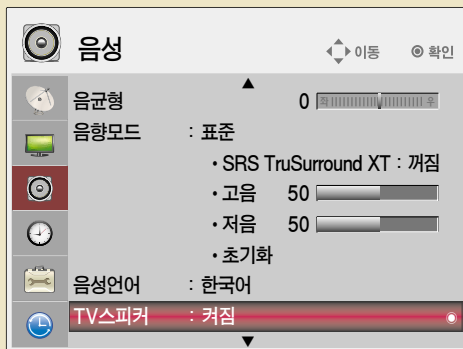 음성
이동 확인
음균형 0 좌 우
음향모드 : 표준
• SRS TruSurround XT : 꺼짐
• 고음 50
• 저음 50
• 초기화
음성언어 : 한국어
TV스피커 : 켜짐